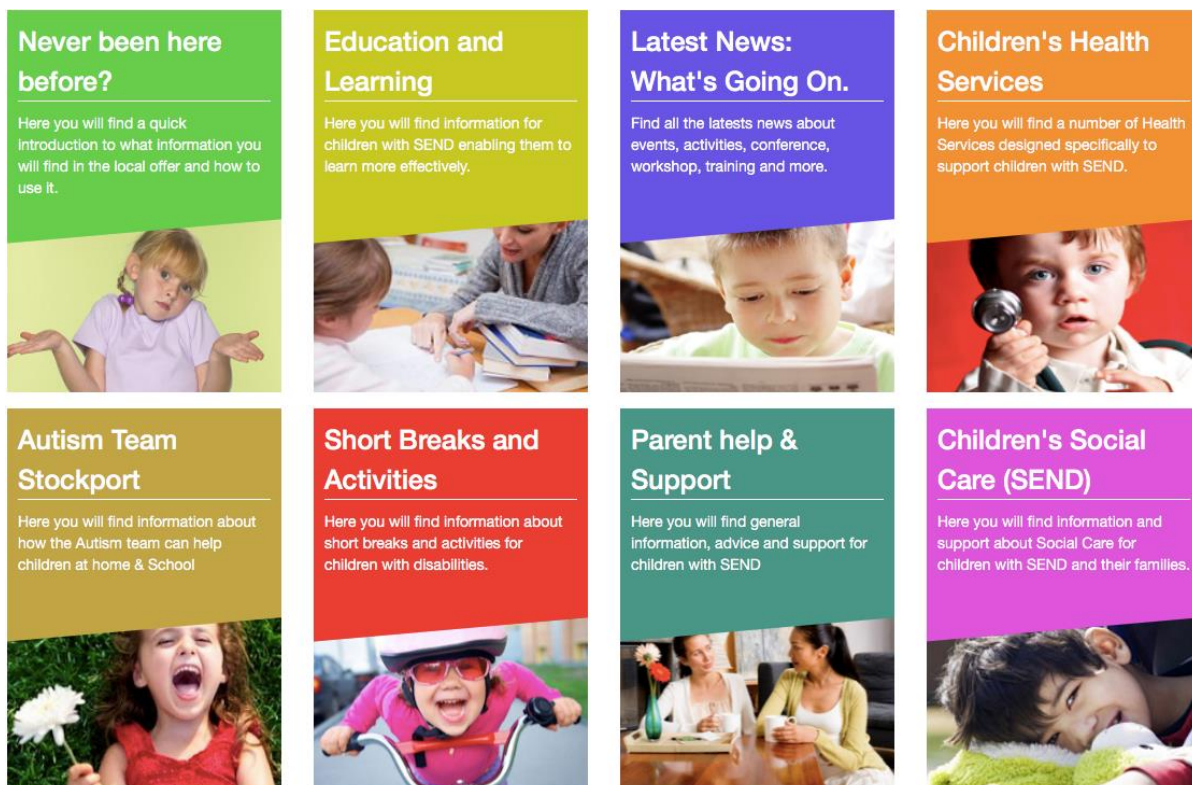 Never been here
before?
Here you will find a quick
introduction to what information you
will find in the local offer and how to
use it.
Education and
Learning
Here you will find information for
children with SEND enabling them to
learn more effectively.
Latest News:
What's Going On.
Find all the latests news about
events, activities, conference,
workshop, training and more.
Children's Health
Services
Here you will find a number of Health
Services designed specifically to
support children with SEND.
Autism Team
Stockport
Here you will find information about
how the Autism team can help
children at home & School
Short Breaks and
Activities
Here you will find information about
short breaks and activities for
children with disabilities.
Parent help &
Support
Here you will find general
information, advice and support for
children with SEND
Children's Social
Care (SEND)
Here you will find information and
support about Social Care for
children with SEND and their families.